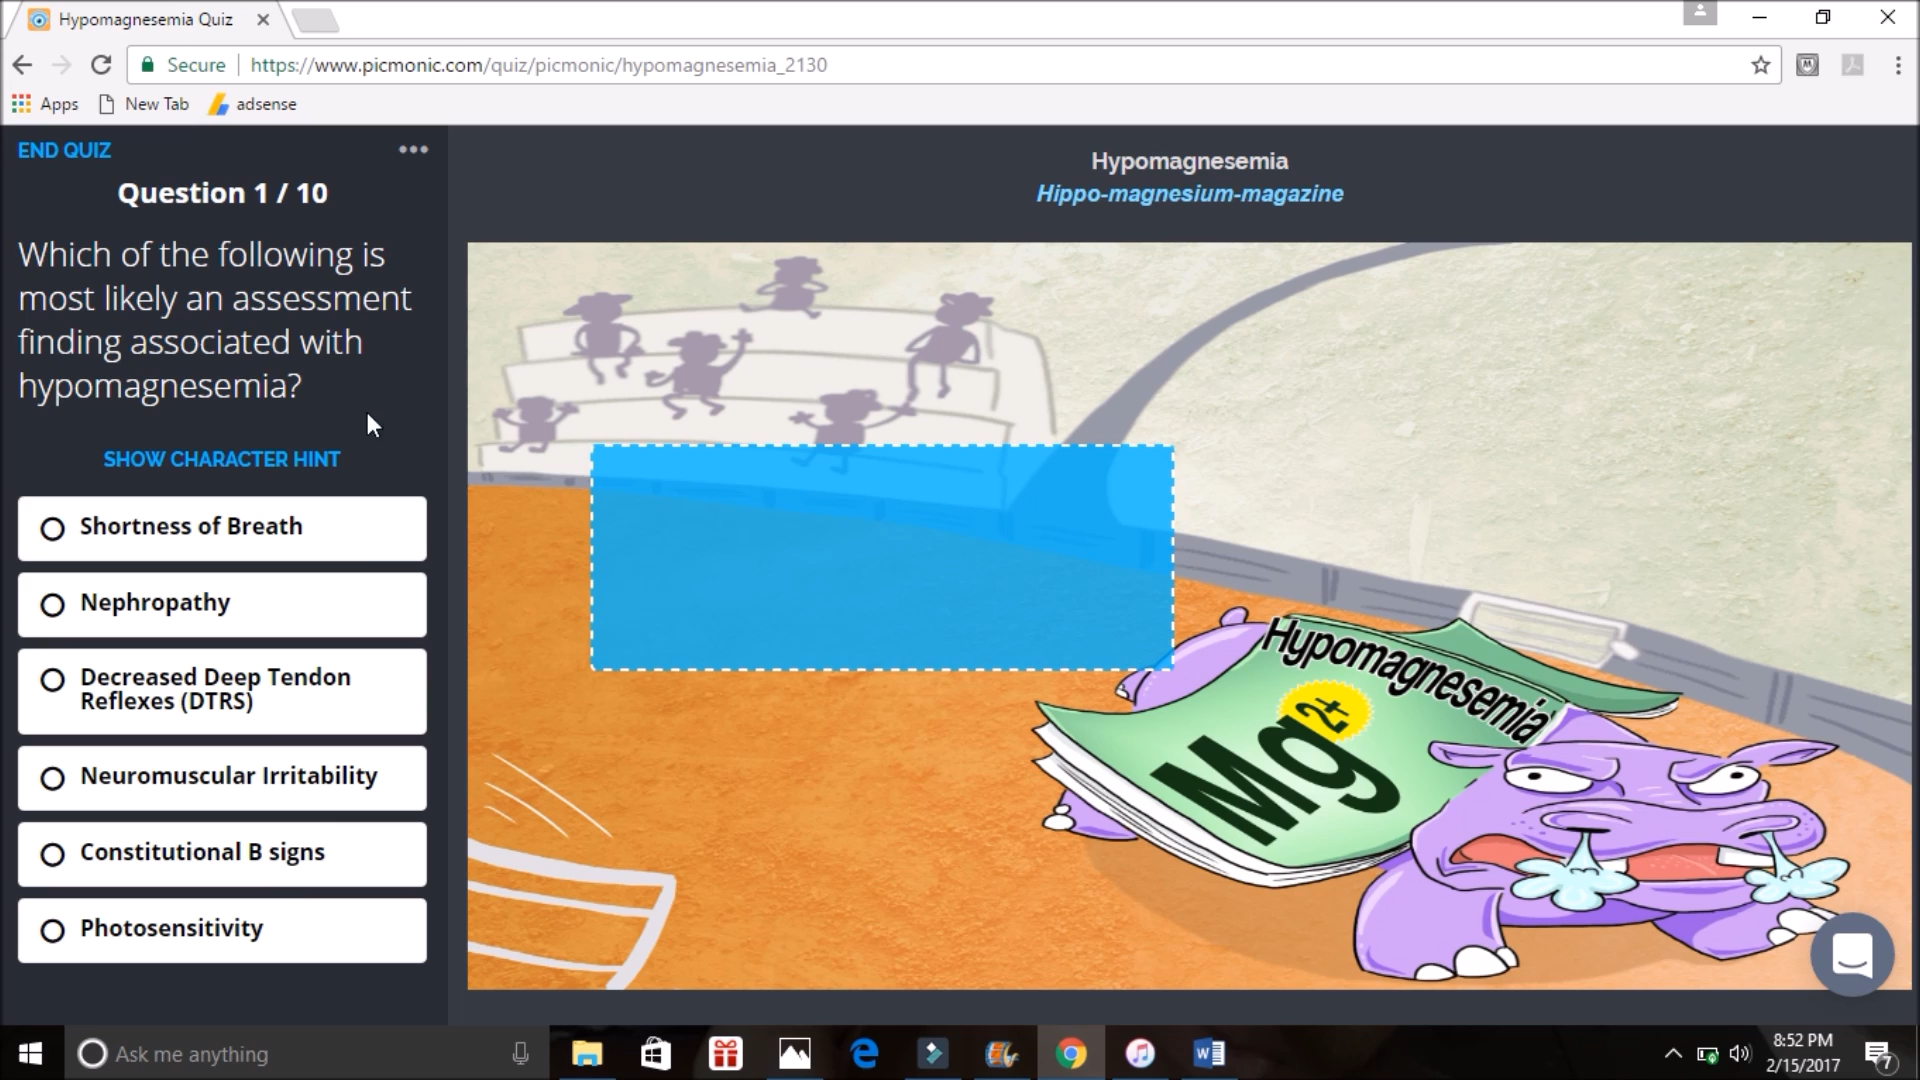 Hypomagnesemia Quiz
Secure
https://www.picmonic.com/quiz/picmonic/hypomagnesemia_2130
Apps
New Tab
adsense
END QUIZ
Question 1 / 10
Which of the following is
most likely an assessment
finding associated with
hypomagnesemia?
SHOW CHARACTER HINT
Shortness of Breath
Nephropathy
Decreased Deep Tendon
Reflexes (DTRS)
Neuromuscular Irritability
Constitutional B signs
Photosensitivity
Hypomagnesemia
Hippo-magnesium-magazine
Hypomagnesemia
Mg
2+
Ask me anything
8:52 PM
2/15/2017
7